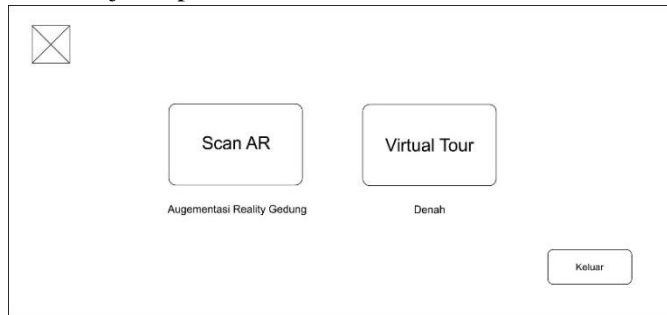 Scan AR
Virtual Tour
Augementasi Reality Gedung
Denah
Keluar